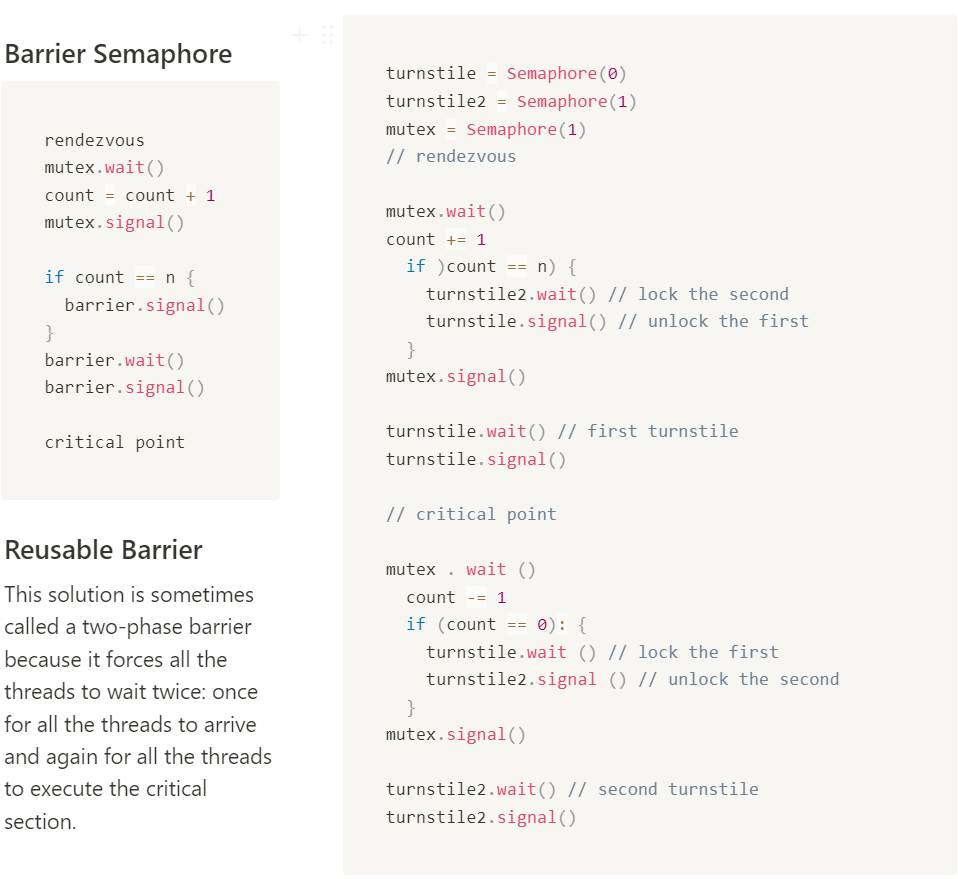 Barrier Semaphore
rendezvous
mutex.wait()
count = count + 1
mutex.signal()
if count == n {
barrier.signal()
}
barrier.wait()
barrier.signal()
critical point
Reusable Barrier
This solution is sometimes
called a two-phase barrier
because it forces all the
threads to wait twice: once
for all the threads to arrive
and again for all the threads
to execute the critical
section.
turnstile = Semaphore(0)
turnstile2 = Semaphore(1)
mutex = Semaphore(1)
// rendezvous
mutex.wait()
count += 1
if )count == n) {
turnstile2.wait() // lock the second
turnstile.signal() // unlock the first
}
mutex.signal()
turnstile.wait() // first turnstile
turnstile.signal()
// critical point
mutex . wait ()
count -= 1
if (count == 0): {
turnstile.wait () // lock the first
turnstile2.signal () // unlock the second
}
mutex.signal()
turnstile2.wait() // second turnstile
turnstile2.signal()